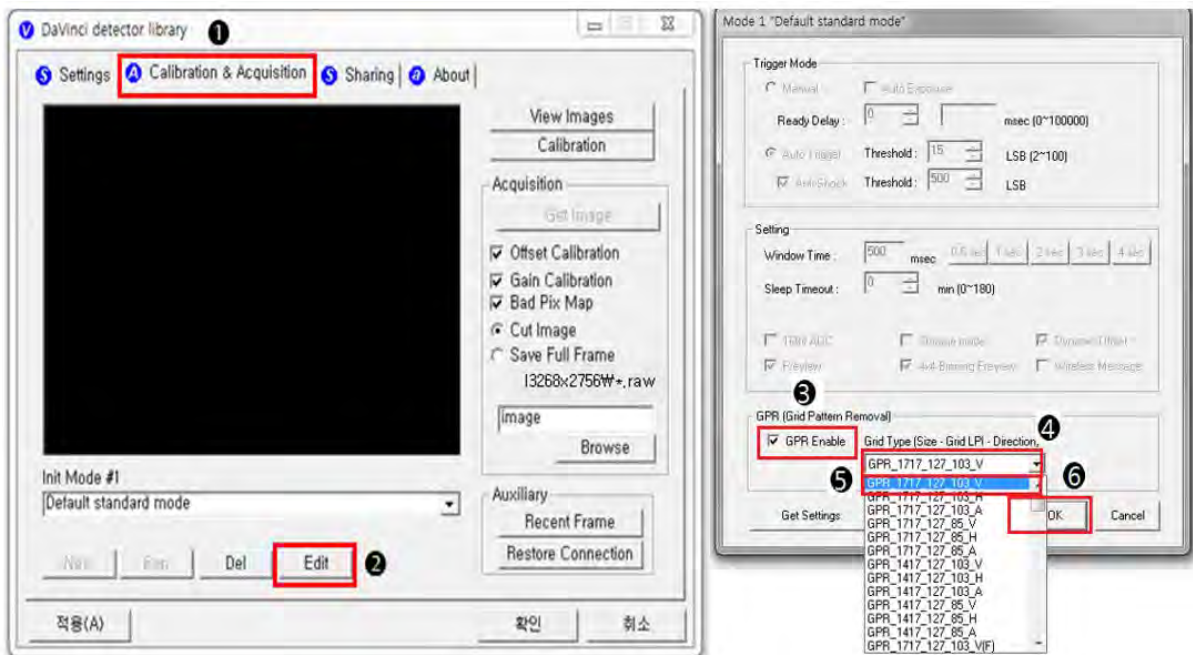 DaVinci detector library ❶
Settings Calibration & Acquisition Sharing About
View Images
Calibration
Acquisition
Get Image
Offset Calibration
Gain Calibration
Bad Pix Map
Cut Image
Save Full Frame
13268x2756₩*.raw
image
Browse
Init Mode #1
Default standard mode
Auxiliary
Recent Frame
Restore Connection
Del Edit ❷
적용(A) 확인 취소
Mode 1 "Default standard mode"
Trigger Mode
Manual Auto Exposure
Ready Delay : 0 msec (0~100000)
Auto Trigger Threshold : 15 LSB (2~100)
Anti-Shock Threshold : 500 LSB
Setting
Window Time : 500 msec 0.5 sec 1 sec 2 sec 3 sec 4 sec
Sleep Timeout : 0 min (0~180)
Preview 4x4 Binning Preview Wireless Message
❸
GPR (Grid Pattern Removal)
GPR Enable Grid Type (Size - Grid LPI - Direction, ❹
GPR_1717_127_103_V
❺ GPR_1717_127_103_V ❻
GPR_1717_127_103_H
GPR_1717_127_103_A
GPR_1717_127_85_V
GPR_1717_127_85_H
GPR_1717_127_85_A
GPR_1417_127_103_V
GPR_1417_127_103_H
GPR_1417_127_103_A
GPR_1417_127_85_V
GPR_1417_127_85_H
GPR_1417_127_85_A
GPR_1717_127_103_V(F)
Get Settings OK Cancel